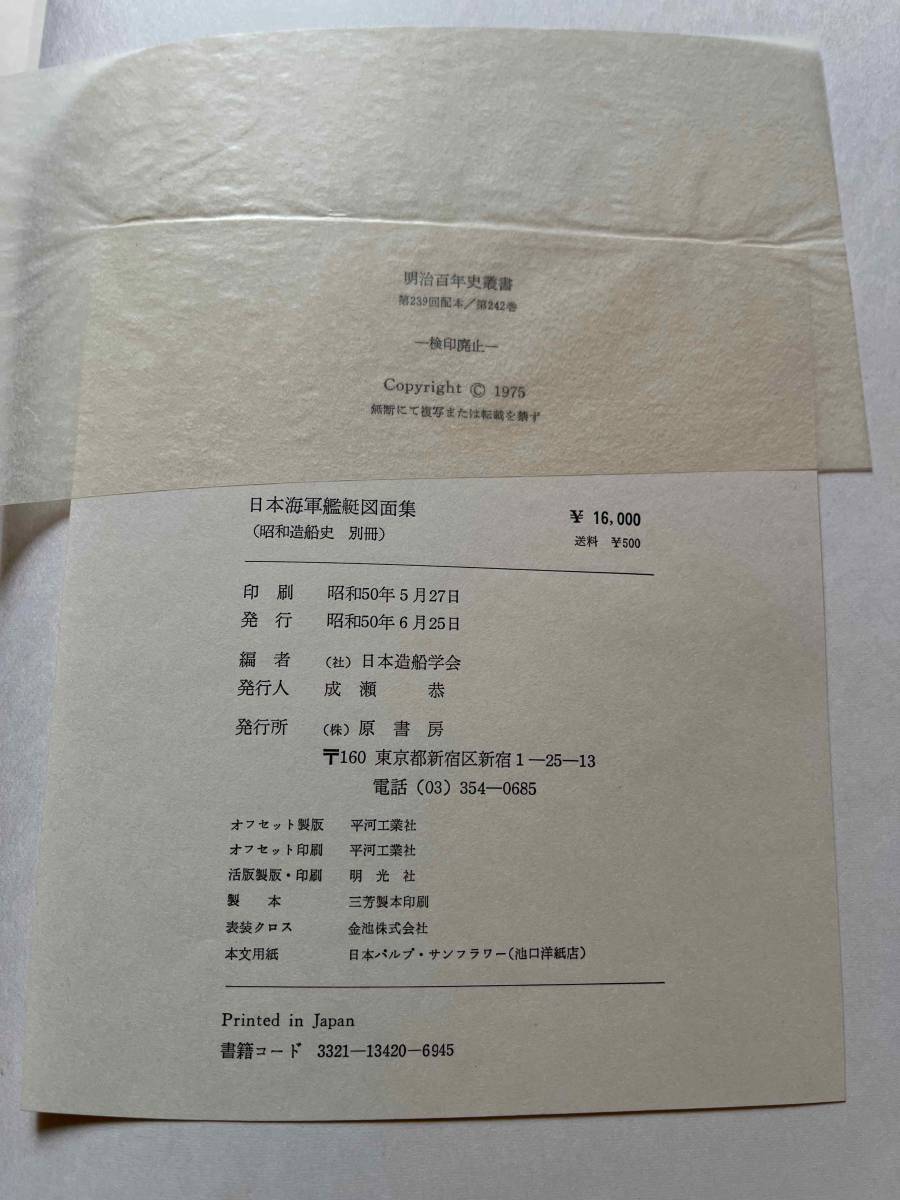 明治百年史叢書
第239回配本/第242巻
―検印廃止―
Copyright © 1975
無断にて複写または転載を禁ず
日本海軍艦艇図面集
(昭和造船史 別冊)
¥ 16,000
送料 ¥500
印刷 昭和50年5月27日
発行 昭和50年6月25日
編者 (社)日本造船学会
発行人 成瀬 恭
発行所 (株)原書房
〒160 東京都新宿区新宿1―25―13
電話(03)354―0685
オフセット製版 平河工業社
オフセット印刷 平河工業社
活版製版・印刷 明光社
製本 三芳製本印刷
表装クロス 金池株式会社
本文用紙 日本パルプ・サンフラワー(池口洋紙店)
Printed in Japan
書籍コード 3321―13420―6945